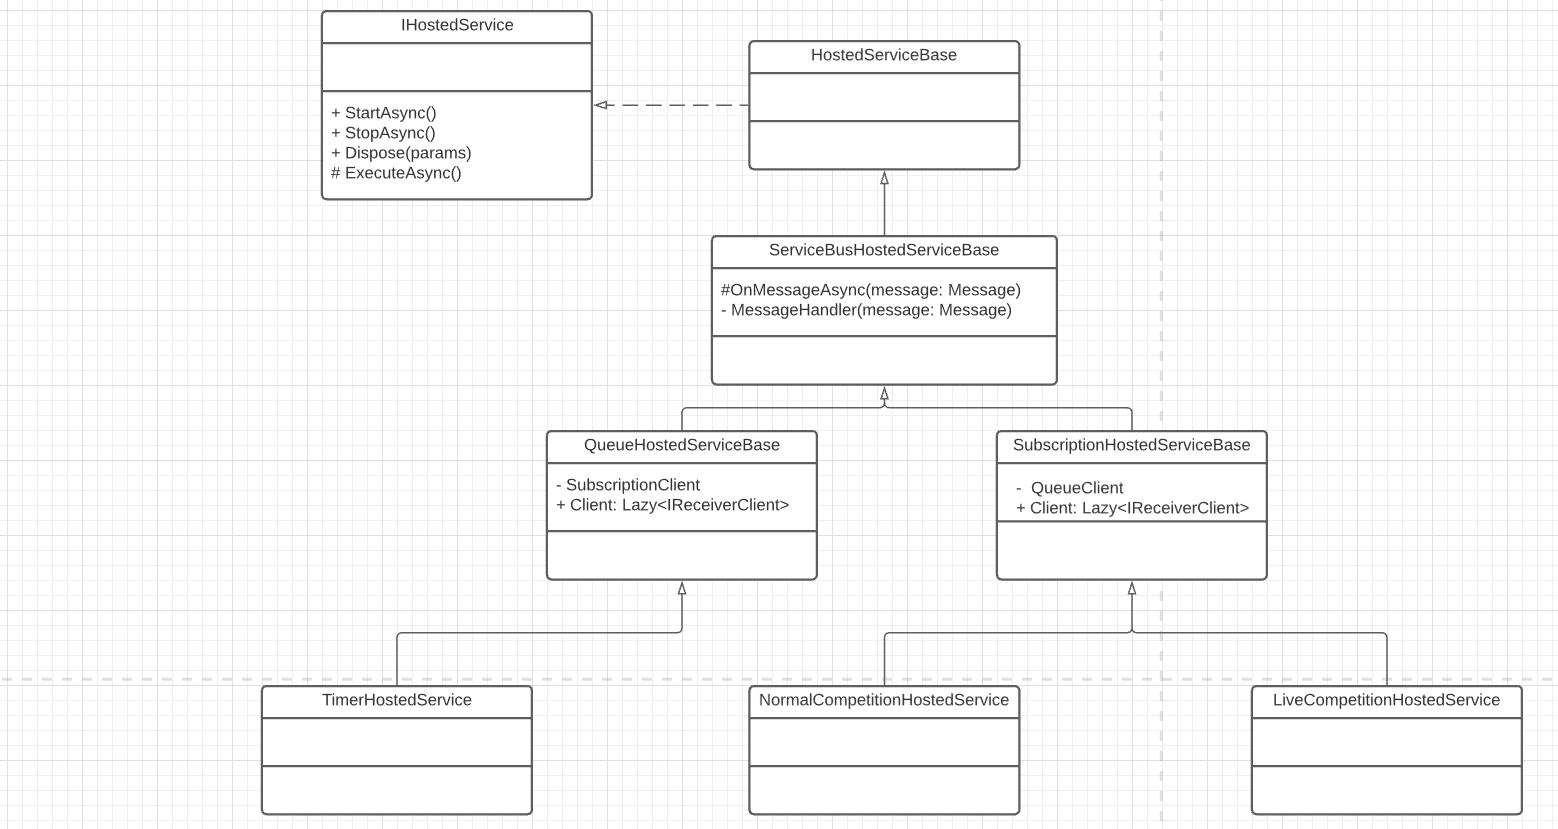 IHostedService
+ StartAsync()
+ StopAsync()
+ Dispose(params)
# ExecuteAsync()
HostedServiceBase
ServiceBusHostedServiceBase
#OnMessageAsync(message: Message)
- MessageHandler(message: Message)
QueueHostedServiceBase
- SubscriptionClient
+ Client: Lazy<IReceiverClient>
SubscriptionHostedServiceBase
- QueueClient
+ Client: Lazy<IReceiverClient>
TimerHostedService
NormalCompetitionHostedService
LiveCompetitionHostedService